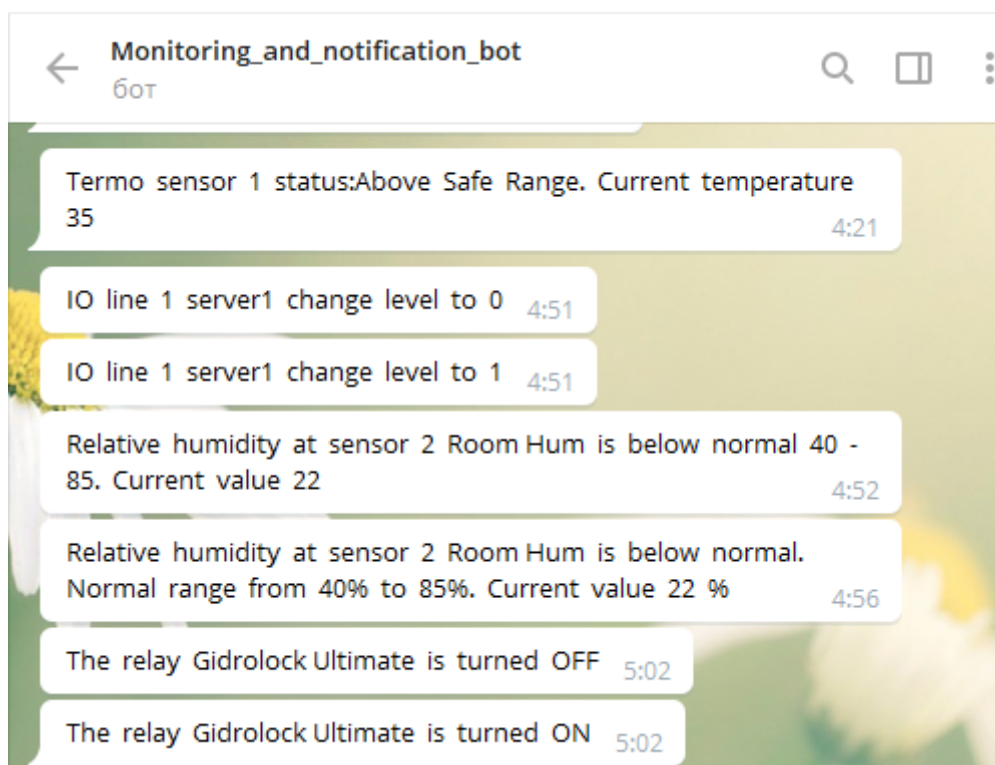 Monitoring_and_notification_bot
бот
Termo sensor 1 status:Above Safe Range. Current temperature
35
4:21
IO line 1 server1 change level to 0 4:51
IO line 1 server1 change level to 1 4:51
Relative humidity at sensor 2 Room Hum is below normal 40 -
85. Current value 22
4:52
Relative humidity at sensor 2 Room Hum is below normal.
Normal range from 40% to 85%. Current value 22 %
4:56
The relay Gidrolock Ultimate is turned OFF 5:02
The relay Gidrolock Ultimate is turned ON 5:02